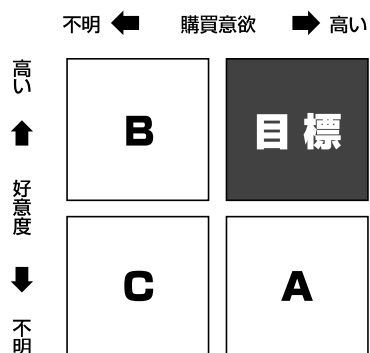 不明 ← 購買意欲 → 高い
高い ↑ 好意度 ↓ 不明
B
目標
C
A